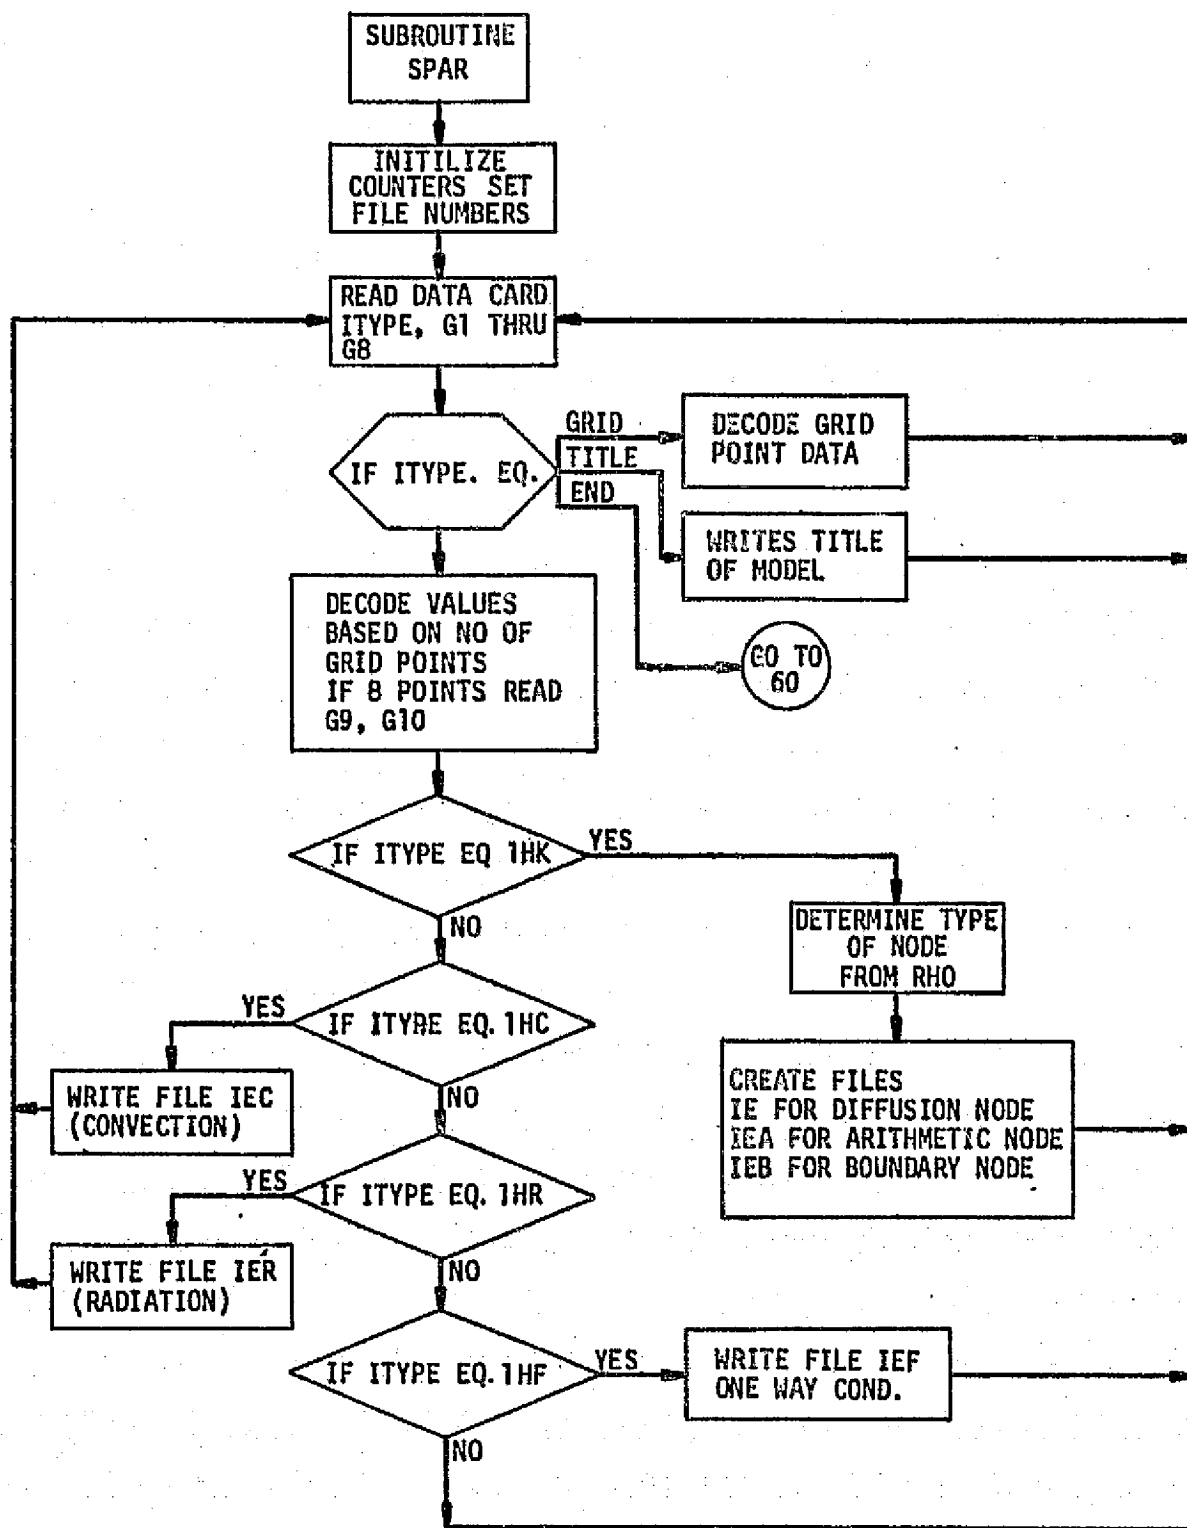 SUBROUTINE
SPAR
INITILIZE
COUNTERS SET
FILE NUMBERS
READ DATA CARD
ITYPE, G1 THRU
G8
IF ITYPE. EQ.
GRID
TITLE
END
DECODE GRID
POINT DATA
WRITES TITLE
OF MODEL
GO TO
60
DECODE VALUES
BASED ON NO OF
GRID POINTS
IF 8 POINTS READ
G9, G10
IF ITYPE EQ 1HK
YES
NO
DETERMINE TYPE
OF NODE
FROM RHO
YES
IF ITYPE EQ. 1HC
NO
WRITE FILE IEC
(CONVECTION)
CREATE FILES
IE FOR DIFFUSION NODE
IEA FOR ARITHMETIC NODE
IEB FOR BOUNDARY NODE
YES
IF ITYPE EQ. 1HR
NO
WRITE FILE IER
(RADIATION)
IF ITYPE EQ. 1HF
YES
WRITE FILE IEF
ONE WAY COND.
NO